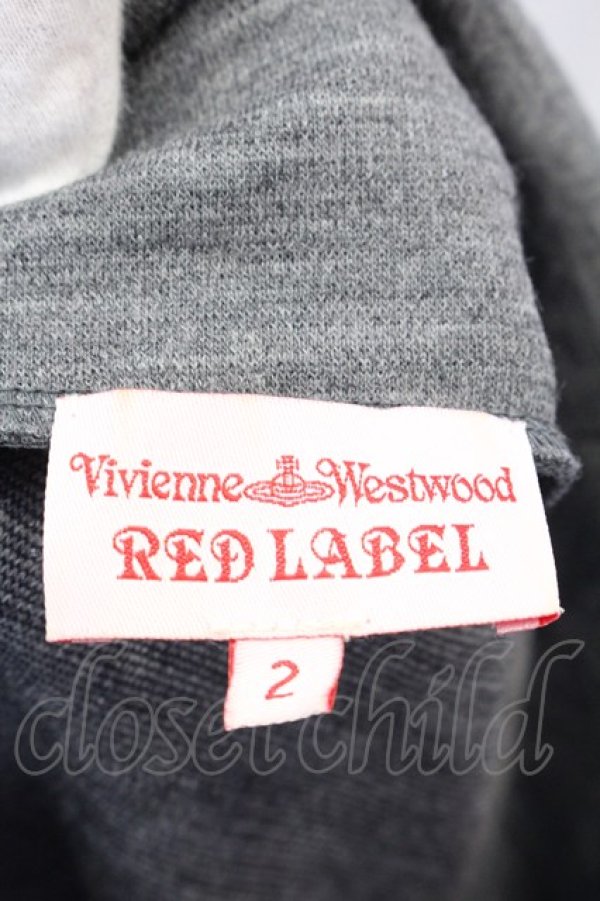 Vivienne Westwood
RED LABEL
2
closet child